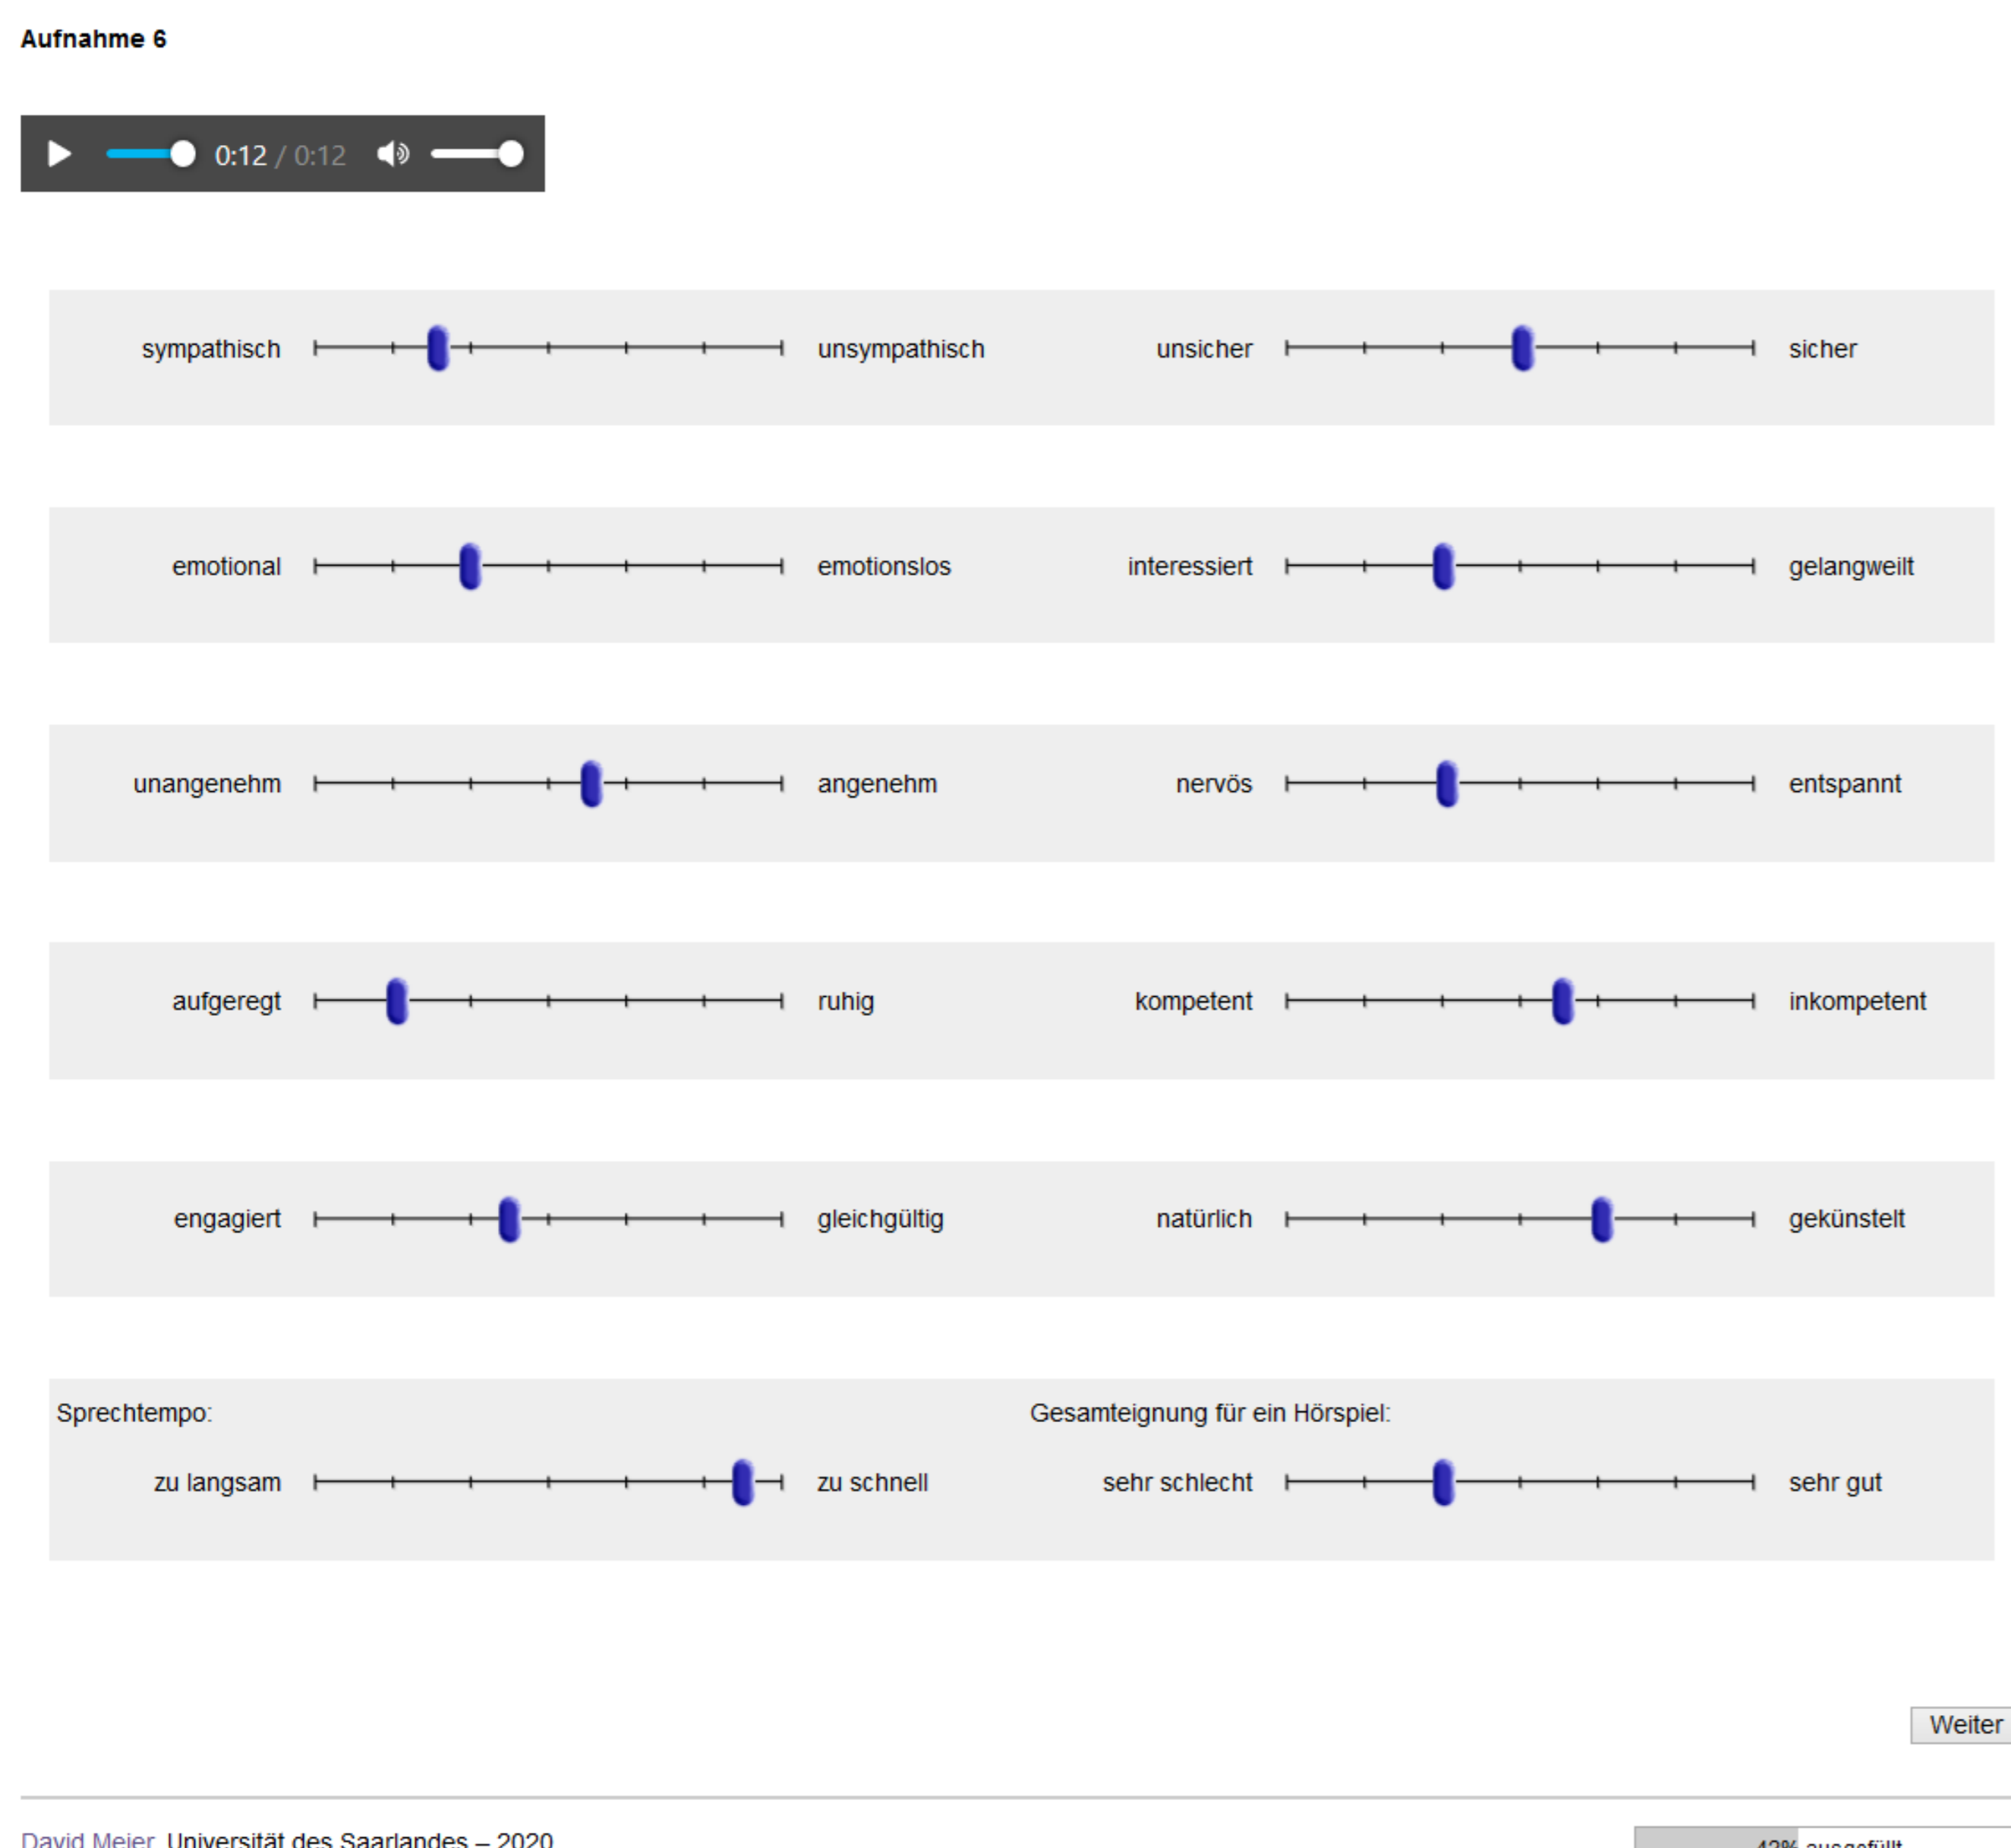 Aufnahme 6
0:12 / 0:12
sympathisch unsympathisch unsicher sicher
emotional emotionslos interessiert gelangweilt
unangenehm angenehm nervös entspannt
aufgeregt ruhig kompetent inkompetent
engagiert gleichgültig natürlich gekünstelt
Sprechtempo: Gesamteignung für ein Hörspiel:
zu langsam zu schnell sehr schlecht sehr gut
Weiter
David Meier, Universität des Saarlandes – 2020 42% ausgefüllt